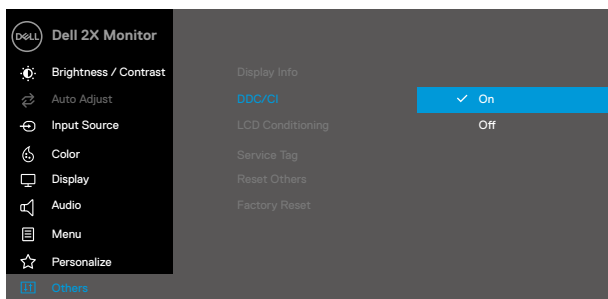 DELL Dell 2X Monitor
Brightness / Contrast Display Info
Auto Adjust DDC/CI On
Input Source LCD Conditioning Off
Color Service Tag
Display Reset Others
Audio Factory Reset
Menu
Personalize
Others